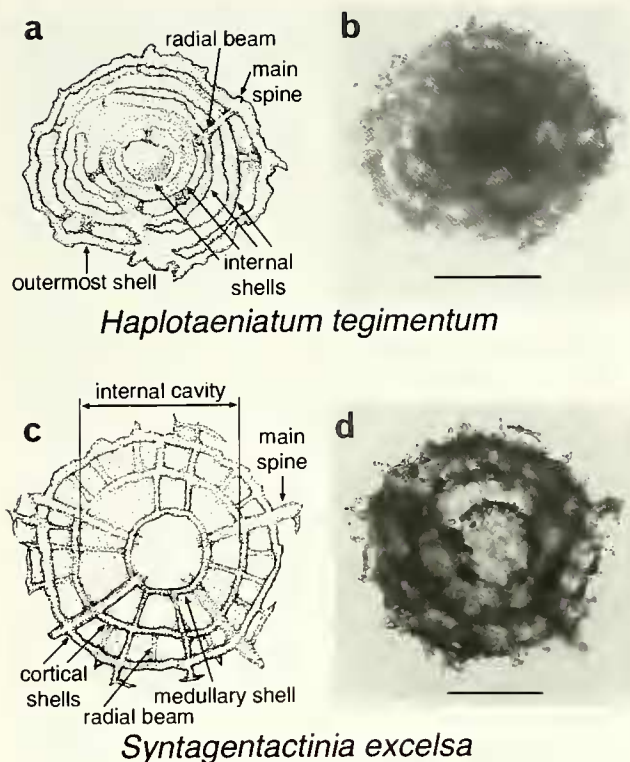 a
radial beam
main
spine
b
outermost shell
internal
shells
Haplotaeniatum tegimentum
internal cavity
c
main
spine
d
cortical
shells
radial beam
medullary shell
Syntagentactinia excelsa